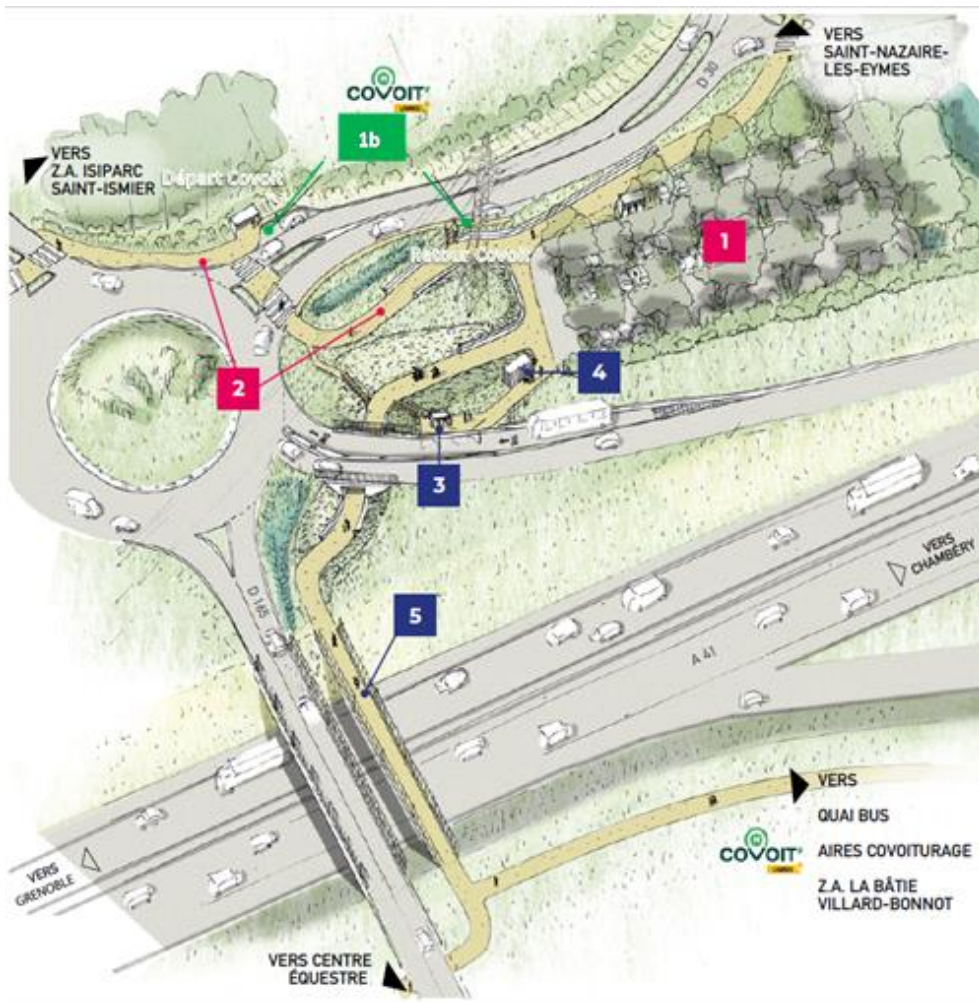 VERS
SAINT-NAZAIRE-
LES-EYMES
D 30
COVOIT'
1b
VERS
Z.A. ISIPARC
SAINT-ISMIER
Départ Covoit
1
Retour Covoit
2
4
3
D 165
5
VERS
CHAMBÉRY
A 41
VERS
GRENOBLE
VERS
QUAI BUS
COVOIT'
AIRES COVOITURAGE
Z.A. LA BÂTIE
VILLARD-BONNOT
VERS CENTRE
ÉQUESTRE